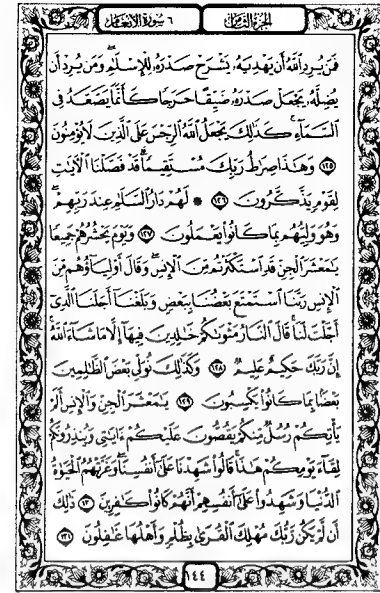 الجزء الثامن
٦ سورة الأنعام
فَمَن يُرِدِ ٱللَّهُ أَن يَهْدِيَهُۥ يَشْرَحْ صَدْرَهُۥ لِلْإِسْلَٰمِ ۖ وَمَن يُرِدْ أَن
يُضِلَّهُۥ يَجْعَلْ صَدْرَهُۥ ضَيِّقًا حَرَجًا كَأَنَّمَا يَصَّعَّدُ فِى
ٱلسَّمَآءِ ۚ كَذَٰلِكَ يَجْعَلُ ٱللَّهُ ٱلرِّجْسَ عَلَى ٱلَّذِينَ لَا يُؤْمِنُونَ
١٢٥ وَهَٰذَا صِرَٰطُ رَبِّكَ مُسْتَقِيمًا ۗ قَدْ فَصَّلْنَا ٱلْـَٔايَٰتِ
لِقَوْمٍ يَذَّكَّرُونَ ١٢٦ * لَهُمْ دَارُ ٱلسَّلَٰمِ عِندَ رَبِّهِمْ ۖ
وَهُوَ وَلِيُّهُم بِمَا كَانُوا۟ يَعْمَلُونَ ١٢٧ وَيَوْمَ يَحْشُرُهُمْ جَمِيعًا
يَٰمَعْشَرَ ٱلْجِنِّ قَدِ ٱسْتَكْثَرْتُم مِّنَ ٱلْإِنسِ ۖ وَقَالَ أَوْلِيَآؤُهُم مِّنَ
ٱلْإِنسِ رَبَّنَا ٱسْتَمْتَعَ بَعْضُنَا بِبَعْضٍ وَبَلَغْنَآ أَجَلَنَا ٱلَّذِىٓ
أَجَّلْتَ لَنَا ۚ قَالَ ٱلنَّارُ مَثْوَىٰكُمْ خَٰلِدِينَ فِيهَآ إِلَّا مَا شَآءَ ٱللَّهُ ۗ
إِنَّ رَبَّكَ حَكِيمٌ عَلِيمٌ ١٢٨ وَكَذَٰلِكَ نُوَلِّى بَعْضَ ٱلظَّٰلِمِينَ
بَعْضًۢا بِمَا كَانُوا۟ يَكْسِبُونَ ١٢٩ يَٰمَعْشَرَ ٱلْجِنِّ وَٱلْإِنسِ أَلَمْ
يَأْتِكُمْ رُسُلٌ مِّنكُمْ يَقُصُّونَ عَلَيْكُمْ ءَايَٰتِى وَيُنذِرُونَكُمْ
لِقَآءَ يَوْمِكُمْ هَٰذَا ۚ قَالُوا۟ شَهِدْنَا عَلَىٰٓ أَنفُسِنَا ۖ وَغَرَّتْهُمُ ٱلْحَيَوٰةُ
ٱلدُّنْيَا وَشَهِدُوا۟ عَلَىٰٓ أَنفُسِهِمْ أَنَّهُمْ كَانُوا۟ كَٰفِرِينَ ١٣٠ ذَٰلِكَ
أَن لَّمْ يَكُن رَّبُّكَ مُهْلِكَ ٱلْقُرَىٰ بِظُلْمٍ وَأَهْلُهَا غَٰفِلُونَ ١٣١
١٤٤